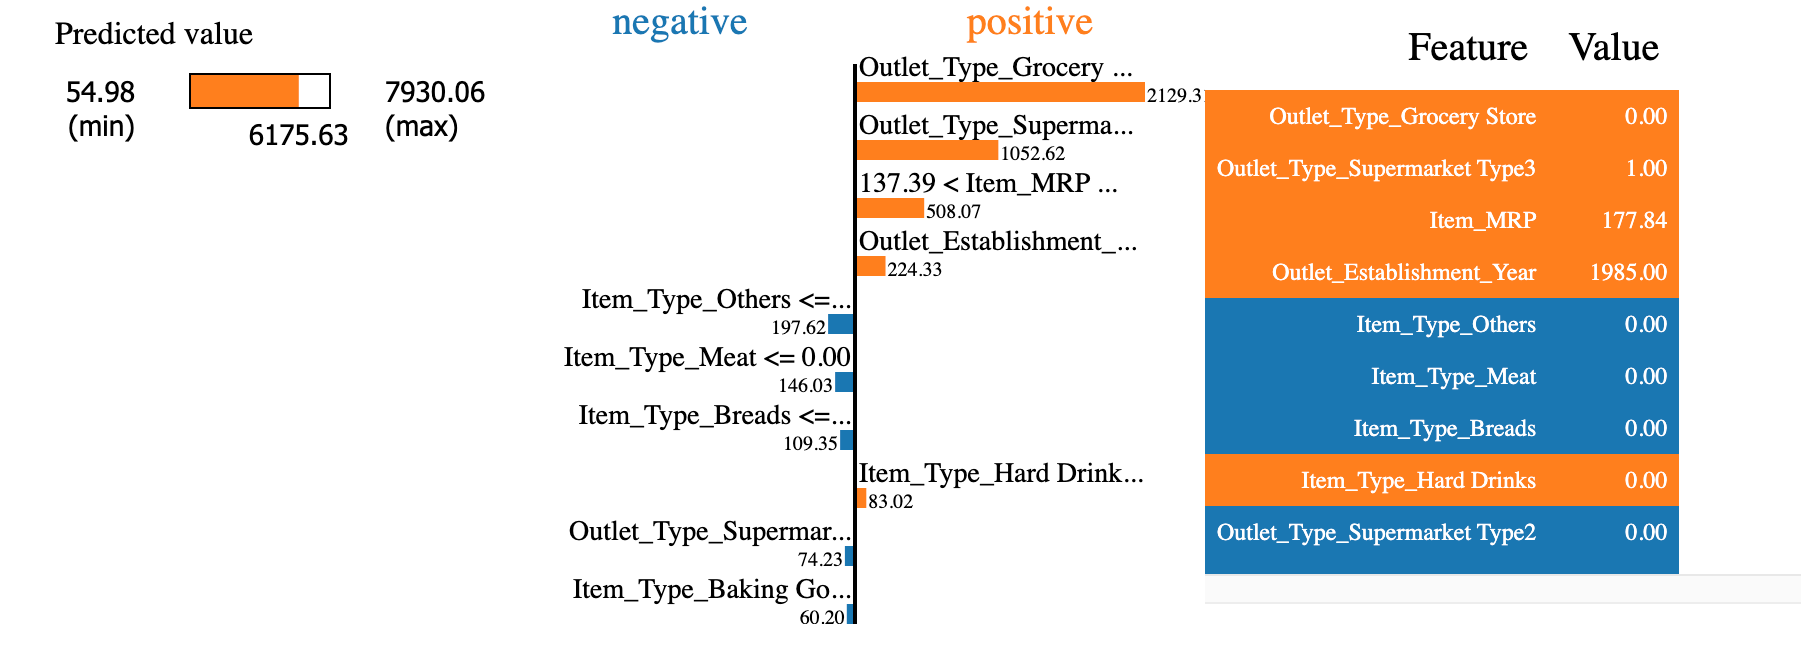 Predicted value
54.98
(min)
7930.06
(max)
6175.63
negative
positive
Outlet_Type_Grocery ...
2129.3
Outlet_Type_Superma...
1052.62
137.39 < Item_MRP ...
508.07
Outlet_Establishment_...
224.33
Item_Type_Others <=...
197.62
Item_Type_Meat <= 0.00
146.03
Item_Type_Breads <=...
109.35
Item_Type_Hard Drink...
83.02
Outlet_Type_Supermar...
74.23
Item_Type_Baking Go...
60.20
Feature Value
Outlet_Type_Grocery Store 0.00
Outlet_Type_Supermarket Type3 1.00
Item_MRP 177.84
Outlet_Establishment_Year 1985.00
Item_Type_Others 0.00
Item_Type_Meat 0.00
Item_Type_Breads 0.00
Item_Type_Hard Drinks 0.00
Outlet_Type_Supermarket Type2 0.00